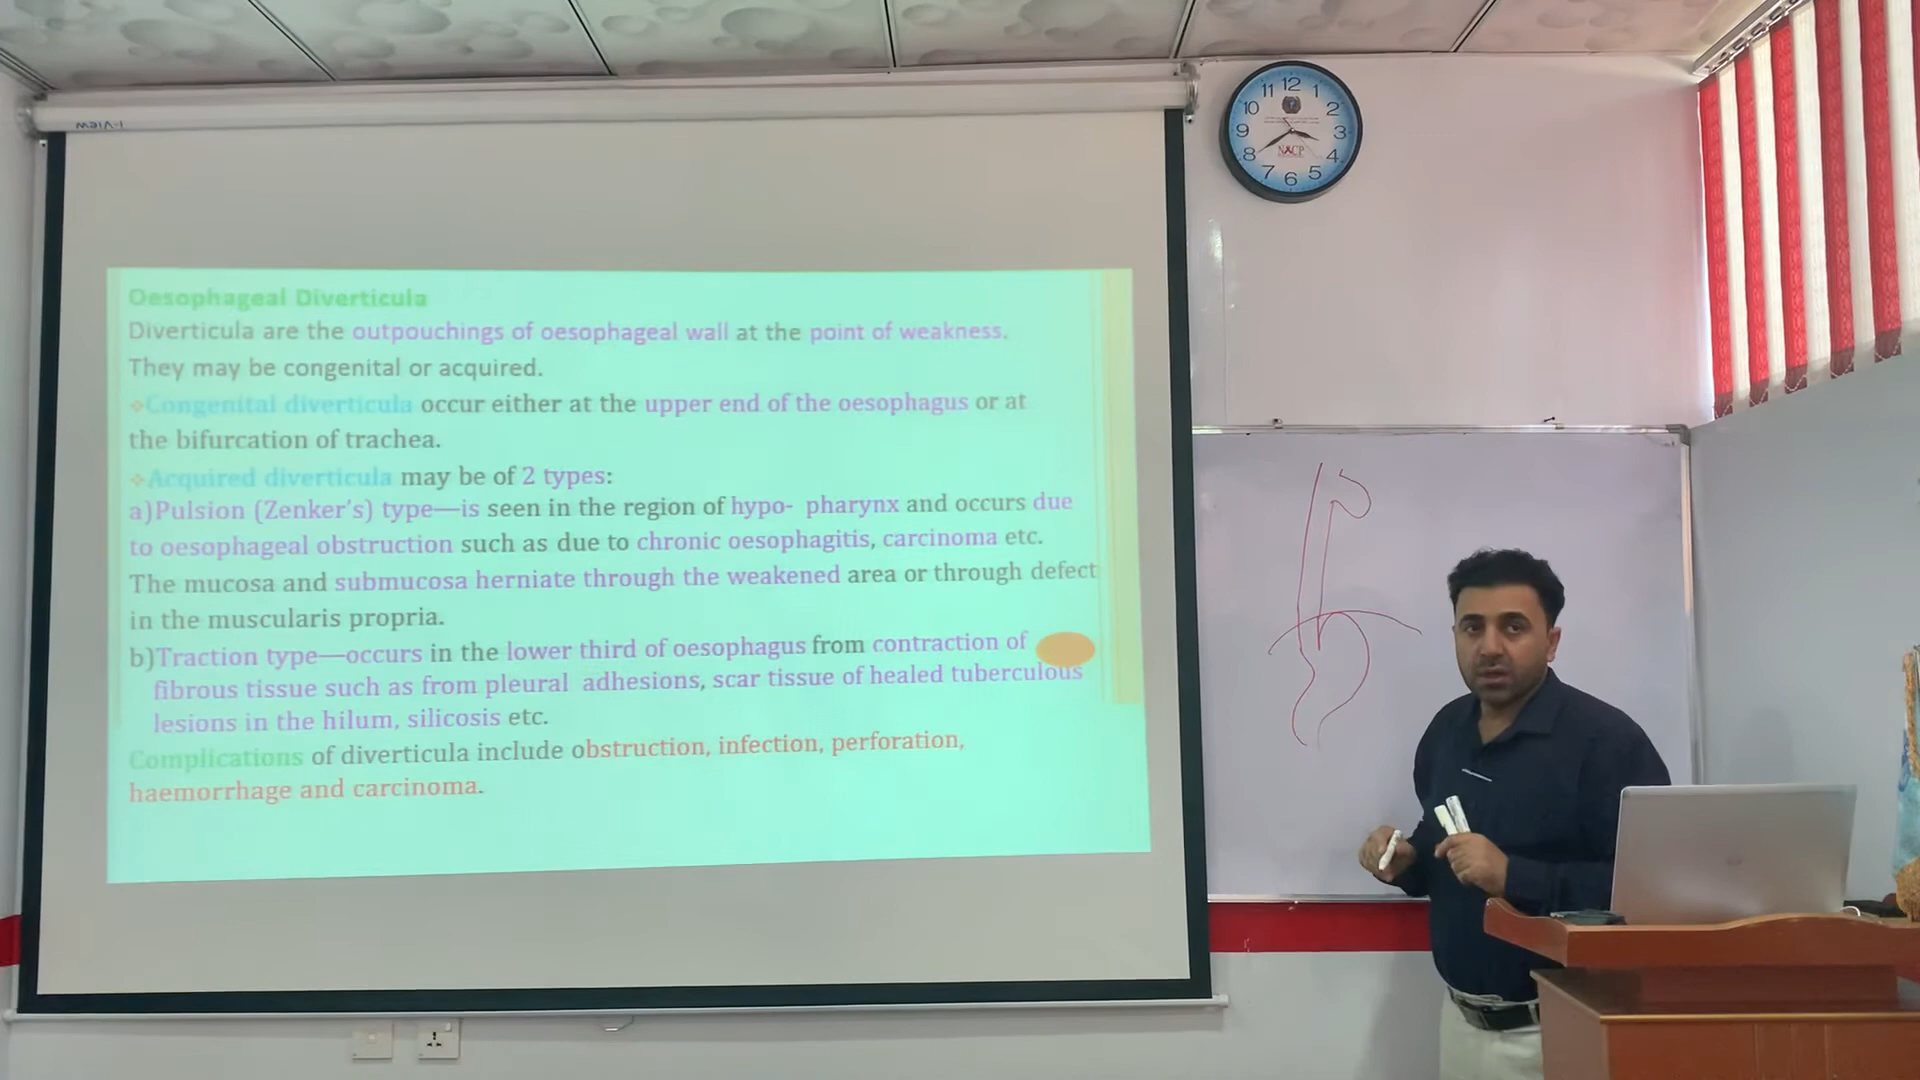 I-VIEW
Oesophageal Diverticula
Diverticula are the outpouchings of oesophageal wall at the point of weakness.
They may be congenital or acquired.
❖Congenital diverticula occur either at the upper end of the oesophagus or at
the bifurcation of trachea.
❖Acquired diverticula may be of 2 types:
a)Pulsion (Zenker's) type—is seen in the region of hypo- pharynx and occurs due
to oesophageal obstruction such as due to chronic oesophagitis, carcinoma etc.
The mucosa and submucosa herniate through the weakened area or through defect
in the muscularis propria.
b)Traction type—occurs in the lower third of oesophagus from contraction of
fibrous tissue such as from pleural adhesions, scar tissue of healed tuberculous
lesions in the hilum, silicosis etc.
Complications of diverticula include obstruction, infection, perforation,
haemorrhage and carcinoma.
12 1 2 3 4 5 6 7 8 9 10 11
NACP